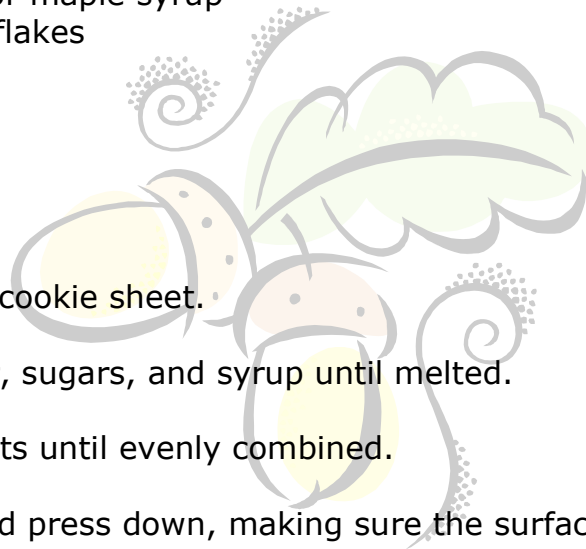 or maple syrup
flakes
cookie sheet.
, sugars, and syrup until melted.
ts until evenly combined.
d press down, making sure the surfac